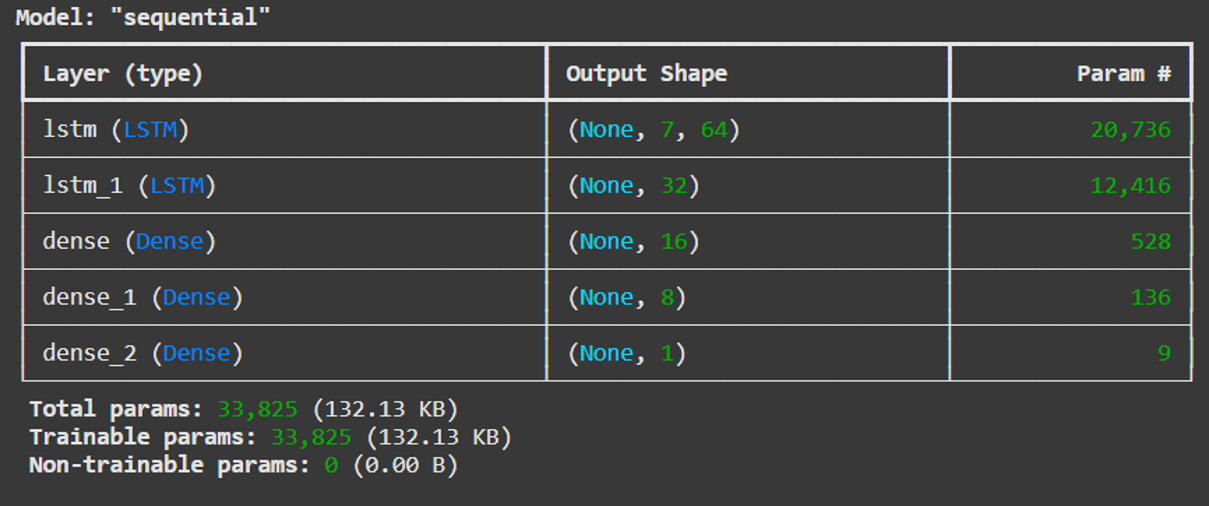 Model: "sequential"
Layer (type) Output Shape Param #
lstm (LSTM) (None, 7, 64) 20,736
lstm_1 (LSTM) (None, 32) 12,416
dense (Dense) (None, 16) 528
dense_1 (Dense) (None, 8) 136
dense_2 (Dense) (None, 1) 9
Total params: 33,825 (132.13 KB)
Trainable params: 33,825 (132.13 KB)
Non-trainable params: 0 (0.00 B)